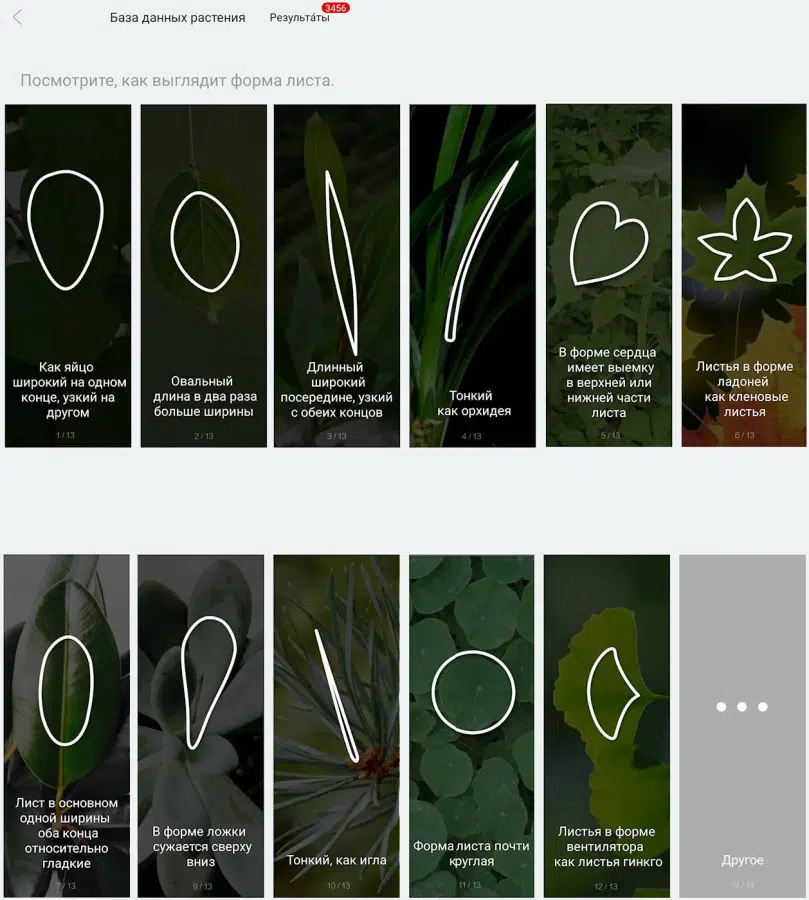 База данных растения
Результа́ты
3456
Посмотрите, как выглядит форма листа.
Как яйцо
широкий на одном
конце, узкий на
другом
1 / 13
Овальный
длина в два раза
больше ширины
2 / 13
Длинный
широкий
посередине, узкий
с обеих концов
3 / 13
Тонкий
как орхидея
4 / 13
В форме сердца
имеет выемку
в верхней или
нижней части
листа
5 / 13
Листья в форме
ладоней
как кленовые
листья
6 / 13
Лист в основном
одной ширины
оба конца
относительно
гладкие
7 / 13
В форме ложки
сужается сверху
вниз
9 / 13
Тонкий, как игла
10 / 13
Форма листа почти
круглая
11 / 13
Листья в форме
вентилятора
как листья гинкго
12 / 13
Другое
13 / 13